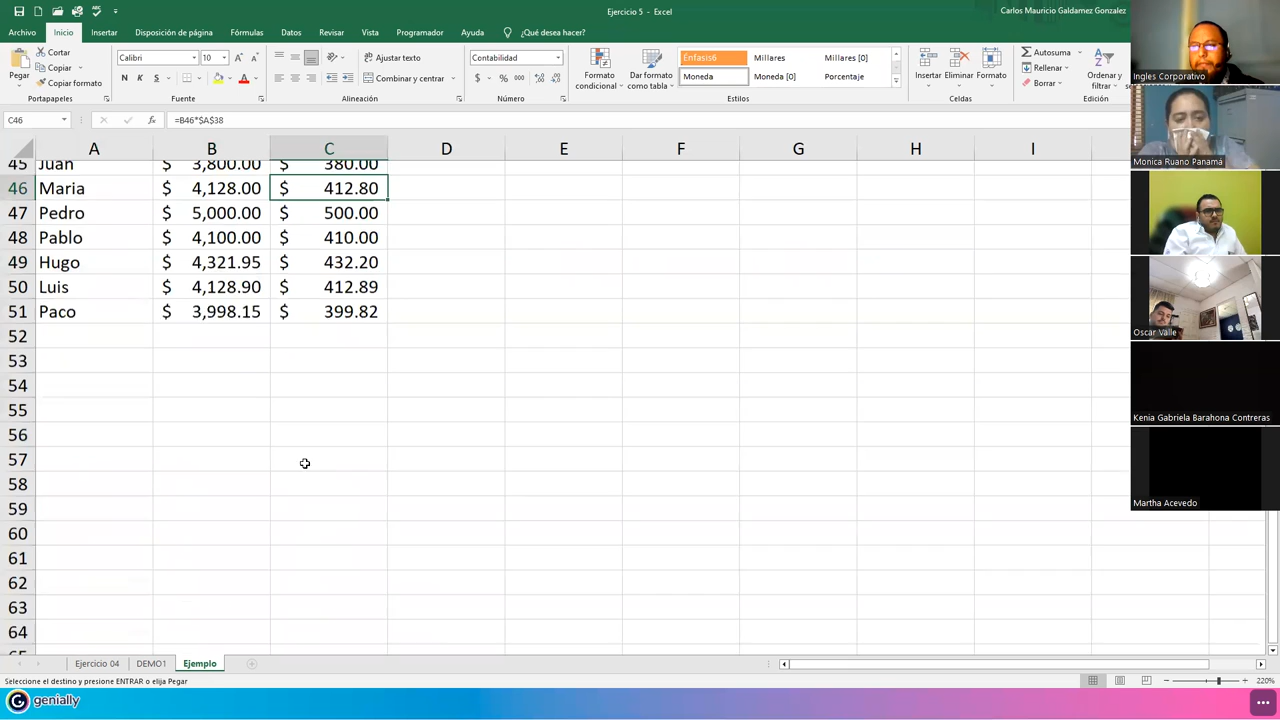 Ejercicio 5 - Excel
Carlos Mauricio Galdamez Gonzalez
Archivo Inicio Insertar Disposición de página Fórmulas Datos Revisar Vista Programador Ayuda ¿Qué desea hacer?
Pegar
Cortar
Copiar
Copiar formato
Portapapeles
Calibri 10
N K S
Fuente
Ajustar texto
Combinar y centrar
Alineación
Contabilidad
$ % 000
Número
Formato condicional
Dar formato como tabla
Énfasis6 Millares Millares [0]
Moneda Moneda [0] Porcentaje
Estilos
Insertar Eliminar Formato
Celdas
Autosuma
Rellenar
Borrar
Ordenar y filtrar
Edición
C46 fx =B46*$A$38
A B C D E F G H I
45 Juan $ 3,800.00 $ 380.00
46 Maria $ 4,128.00 $ 412.80
47 Pedro $ 5,000.00 $ 500.00
48 Pablo $ 4,100.00 $ 410.00
49 Hugo $ 4,321.95 $ 432.20
50 Luis $ 4,128.90 $ 412.89
51 Paco $ 3,998.15 $ 399.82
52
53
54
55
56
57
58
59
60
61
62
63
64
Ejercicio 04 DEMO1 Ejemplo
Seleccione el destino y presione ENTRAR o elija Pegar
220%
genially
Ingles Corporativo
Monica Ruano Panamá
Oscar Valle
Kenia Gabriela Barahona Contreras
Martha Acevedo